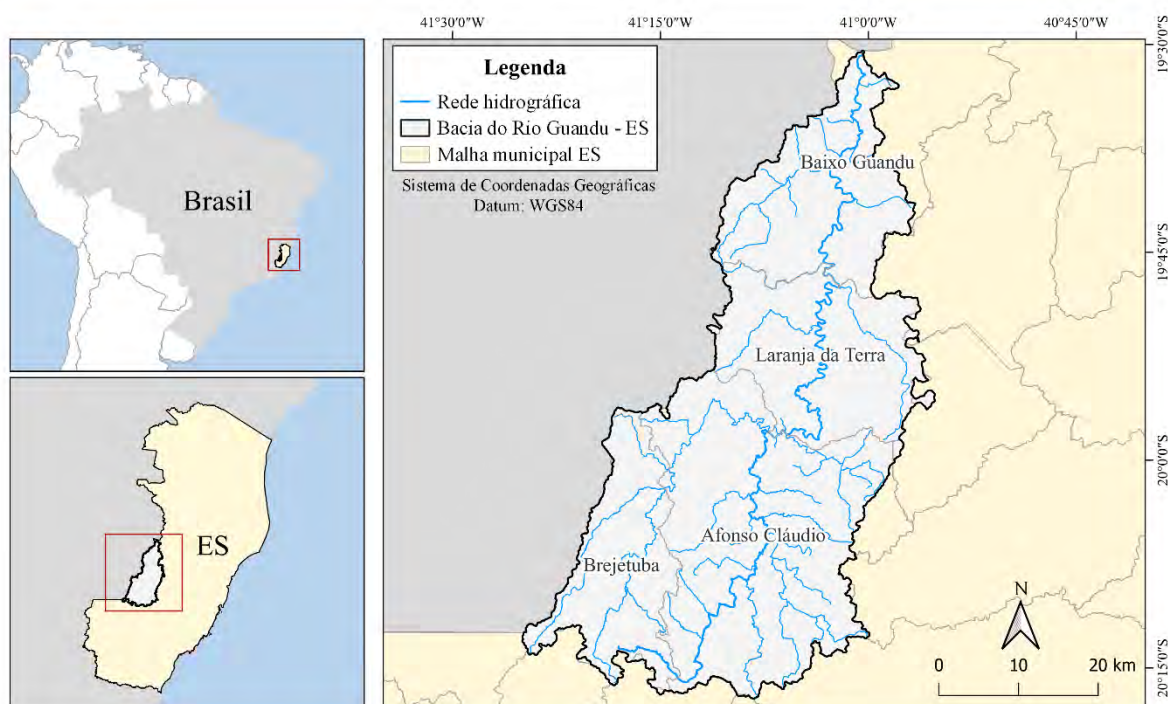 41°30'0"W
41°15'0"W
41°0'0"W
40°45'0"W
Legenda
Rede hidrográfica
Bacia do Rio Guandu - ES
Malha municipal ES
Sistema de Coordenadas Geográficas
Datum: WGS84
Brasil
ES
Baixo Guandu
Laranja da Terra
Afonso Cláudio
Brejetuba
N
0 10 20 km
19°30'0"S
19°45'0"S
20°0'0"S
20°15'0"S